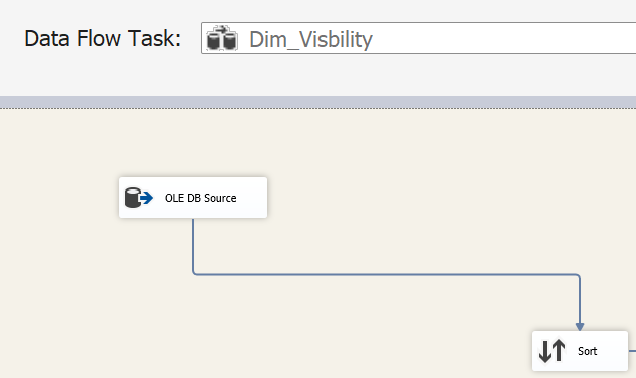 Data Flow Task: Dim_Visbility
OLE DB Source
Sort